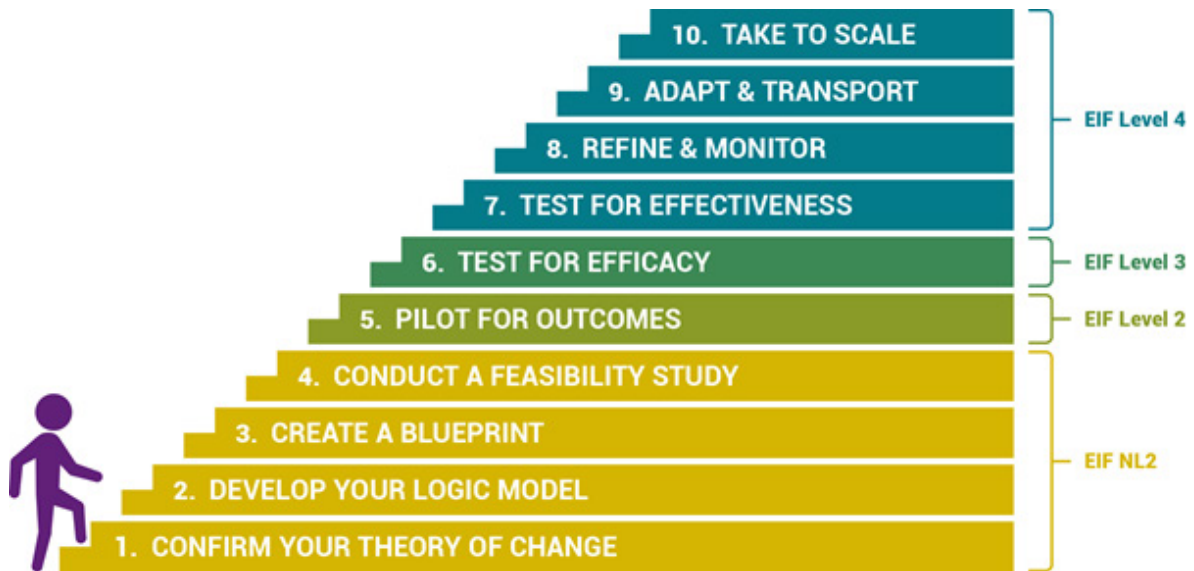 10. TAKE TO SCALE
9. ADAPT & TRANSPORT
8. REFINE & MONITOR
7. TEST FOR EFFECTIVENESS
EIF Level 4
6. TEST FOR EFFICACY
EIF Level 3
5. PILOT FOR OUTCOMES
EIF Level 2
4. CONDUCT A FEASIBILITY STUDY
3. CREATE A BLUEPRINT
2. DEVELOP YOUR LOGIC MODEL
1. CONFIRM YOUR THEORY OF CHANGE
EIF NL2